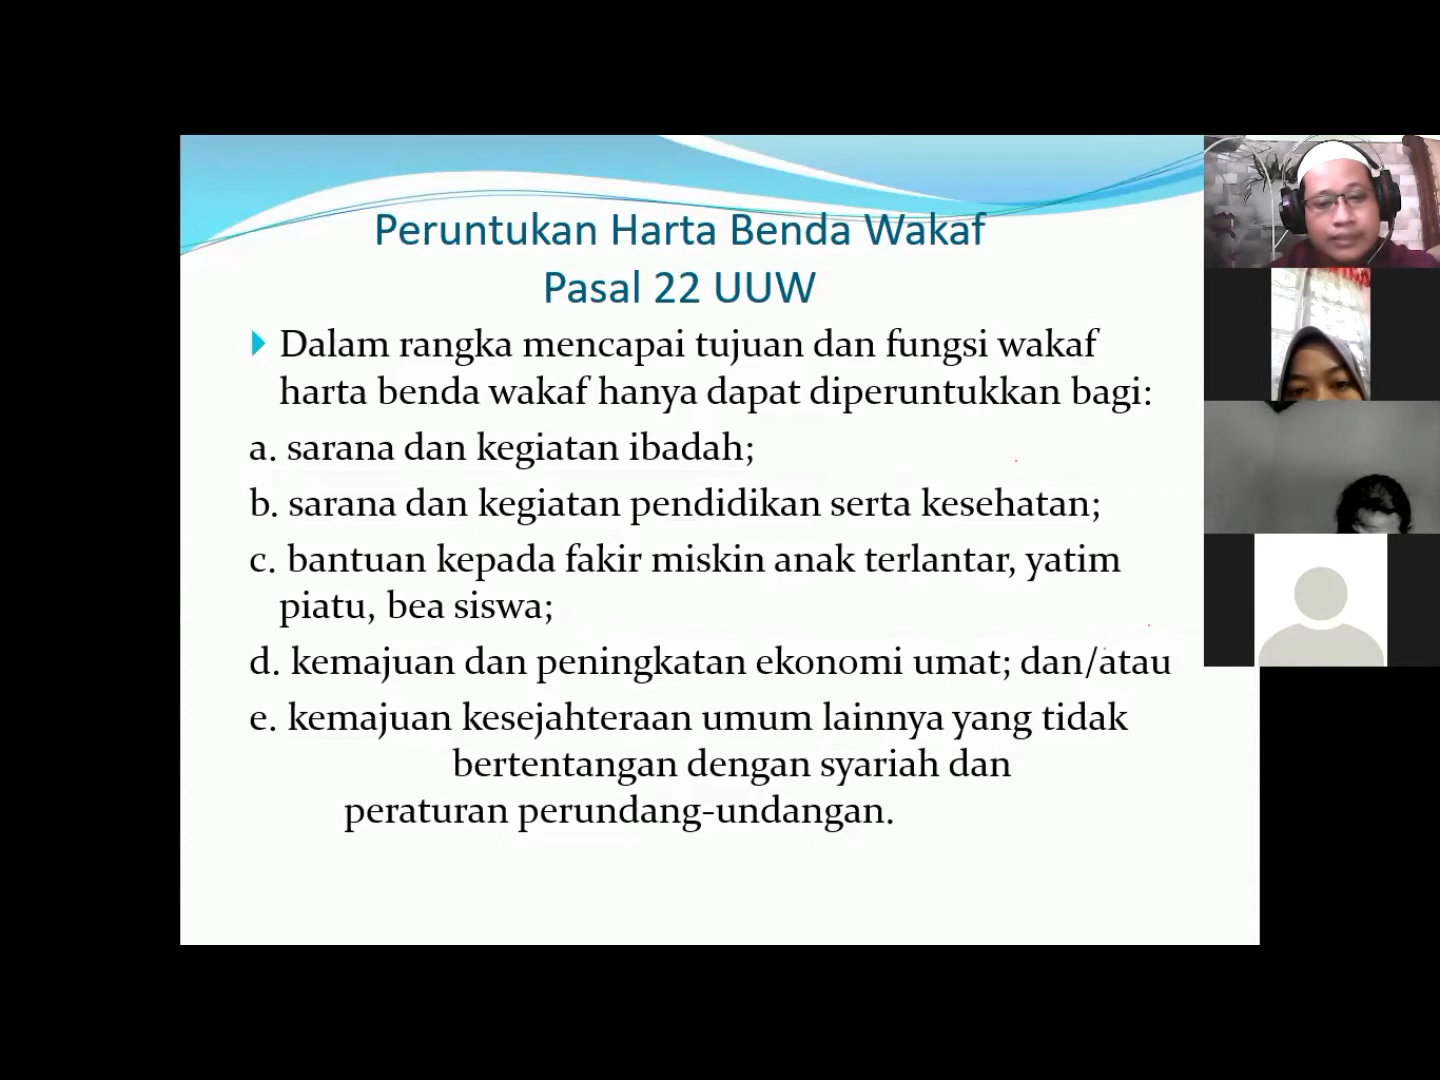 Peruntukan Harta Benda Wakaf
Pasal 22 UUW
Dalam rangka mencapai tujuan dan fungsi wakaf
harta benda wakaf hanya dapat diperuntukkan bagi:
a. sarana dan kegiatan ibadah;
b. sarana dan kegiatan pendidikan serta kesehatan;
c. bantuan kepada fakir miskin anak terlantar, yatim
piatu, bea siswa;
d. kemajuan dan peningkatan ekonomi umat; dan/atau
e. kemajuan kesejahteraan umum lainnya yang tidak
bertentangan dengan syariah dan
peraturan perundang-undangan.